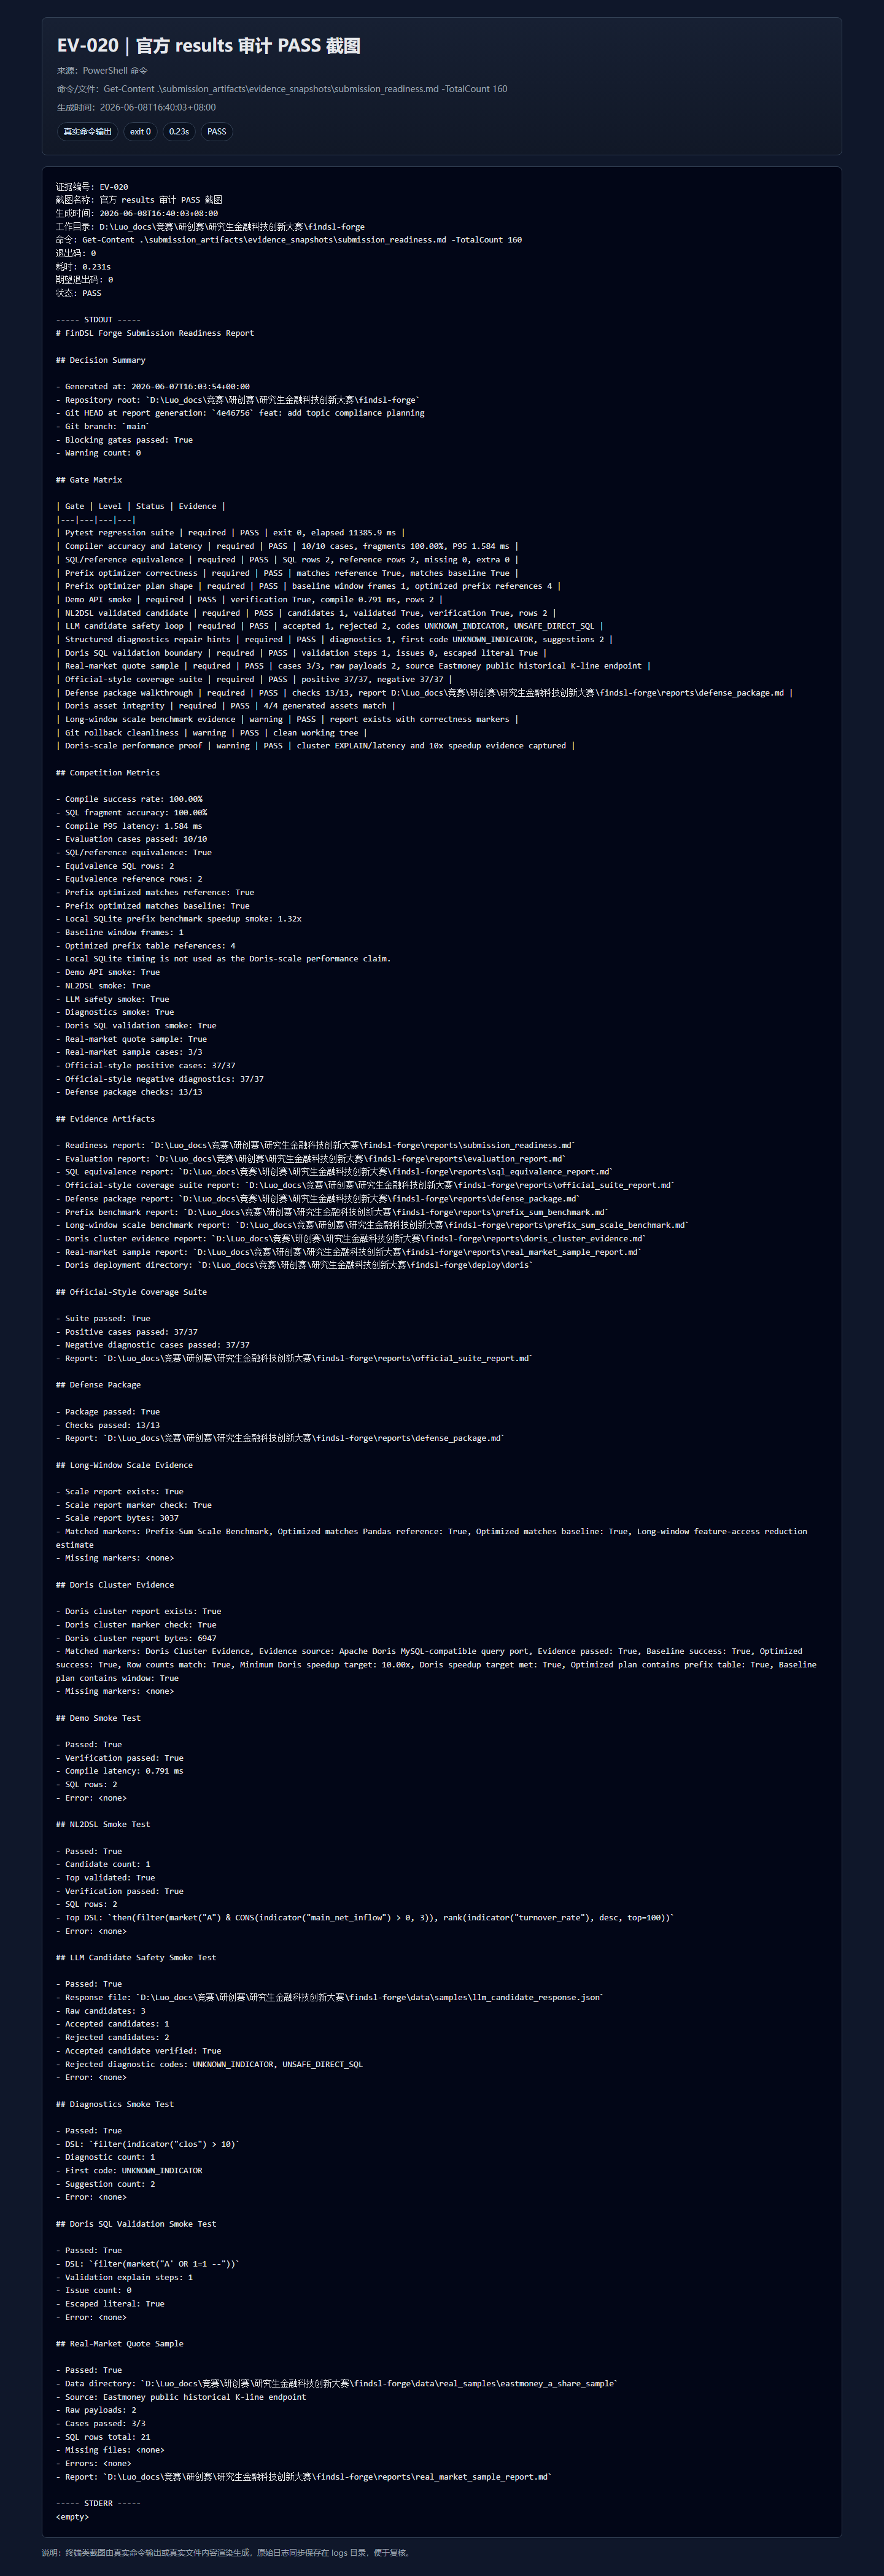 EV-020 | 官方 results 审计 PASS 截图
来源: PowerShell 命令
命令/文件: Get-Content .\submission_artifacts\evidence_snapshots\submission_readiness.md -TotalCount 160
生成时间: 2026-06-08T16:40:03+08:00
真实命令输出 exit 0 0.23s PASS
证据编号: EV-020
截图名称: 官方 results 审计 PASS 截图
生成时间: 2026-06-08T16:40:03+08:00
工作目录: D:\Luo_docs\竞赛\研创赛\研究生金融科技创新大赛\findsl-forge
命令: Get-Content .\submission_artifacts\evidence_snapshots\submission_readiness.md -TotalCount 160
退出码: 0
耗时: 0.231s
期望退出码: 0
状态: PASS
----- STDOUT -----
# FinDSL Forge Submission Readiness Report
## Decision Summary
- Generated at: 2026-06-07T16:03:54+00:00
- Repository root: `D:\Luo_docs\竞赛\研创赛\研究生金融科技创新大赛\findsl-forge`
- Git HEAD at report generation: `4e46756` feat: add topic compliance planning
- Git branch: `main`
- Blocking gates passed: True
- Warning count: 0
## Gate Matrix
| Gate | Level | Status | Evidence |
|---|---|---|---|
| Pytest regression suite | required | PASS | exit 0, elapsed 11385.9 ms |
| Compiler accuracy and latency | required | PASS | 10/10 cases, fragments 100.00%, P95 1.584 ms |
| SQL/reference equivalence | required | PASS | SQL rows 2, reference rows 2, missing 0, extra 0 |
| Prefix optimizer correctness | required | PASS | matches reference True, matches baseline True |
| Prefix optimizer plan shape | required | PASS | baseline window frames 1, optimized prefix references 4 |
| Demo API smoke | required | PASS | verification True, compile 0.791 ms, rows 2 |
| NL2DSL validated candidate | required | PASS | candidates 1, validated True, verification True, rows 2 |
| LLM candidate safety loop | required | PASS | accepted 1, rejected 2, codes UNKNOWN_INDICATOR, UNSAFE_DIRECT_SQL |
| Structured diagnostics repair hints | required | PASS | diagnostics 1, first code UNKNOWN_INDICATOR, suggestions 2 |
| Doris SQL validation boundary | required | PASS | validation steps 1, issues 0, escaped literal True |
| Real-market quote sample | required | PASS | cases 3/3, raw payloads 2, source Eastmoney public historical K-line endpoint |
| Official-style coverage suite | required | PASS | positive 37/37, negative 37/37 |
| Defense package walkthrough | required | PASS | checks 13/13, report D:\Luo_docs\竞赛\研创赛\研究生金融科技创新大赛\findsl-forge\reports\defense_package.md |
| Doris asset integrity | required | PASS | 4/4 generated assets match |
| Long-window scale benchmark evidence | warning | PASS | report exists with correctness markers |
| Git rollback cleanliness | warning | PASS | clean working tree |
| Doris-scale performance proof | warning | PASS | cluster EXPLAIN/latency and 10x speedup evidence captured |
## Competition Metrics
- Compile success rate: 100.00%
- SQL fragment accuracy: 100.00%
- Compile P95 latency: 1.584 ms
- Evaluation cases passed: 10/10
- SQL/reference equivalence: True
- Equivalence SQL rows: 2
- Equivalence reference rows: 2
- Prefix optimized matches reference: True
- Prefix optimized matches baseline: True
- Local SQLite prefix benchmark speedup smoke: 1.32x
- Baseline window frames: 1
- Optimized prefix table references: 4
- Local SQLite timing is not used as the Doris-scale performance claim.
- Demo API smoke: True
- NL2DSL smoke: True
- LLM safety smoke: True
- Diagnostics smoke: True
- Doris SQL validation smoke: True
- Real-market quote sample: True
- Real-market sample cases: 3/3
- Official-style positive cases: 37/37
- Official-style negative diagnostics: 37/37
- Defense package checks: 13/13
## Evidence Artifacts
- Readiness report: `D:\Luo_docs\竞赛\研创赛\研究生金融科技创新大赛\findsl-forge\reports\submission_readiness.md`
- Evaluation report: `D:\Luo_docs\竞赛\研创赛\研究生金融科技创新大赛\findsl-forge\reports\evaluation_report.md`
- SQL equivalence report: `D:\Luo_docs\竞赛\研创赛\研究生金融科技创新大赛\findsl-forge\reports\sql_equivalence_report.md`
- Official-style coverage suite report: `D:\Luo_docs\竞赛\研创赛\研究生金融科技创新大赛\findsl-forge\reports\official_suite_report.md`
- Defense package report: `D:\Luo_docs\竞赛\研创赛\研究生金融科技创新大赛\findsl-forge\reports\defense_package.md`
- Prefix benchmark report: `D:\Luo_docs\竞赛\研创赛\研究生金融科技创新大赛\findsl-forge\reports\prefix_sum_benchmark.md`
- Long-window scale benchmark report: `D:\Luo_docs\竞赛\研创赛\研究生金融科技创新大赛\findsl-forge\reports\prefix_sum_scale_benchmark.md`
- Doris cluster evidence report: `D:\Luo_docs\竞赛\研创赛\研究生金融科技创新大赛\findsl-forge\reports\doris_cluster_evidence.md`
- Real-market sample report: `D:\Luo_docs\竞赛\研创赛\研究生金融科技创新大赛\findsl-forge\reports\real_market_sample_report.md`
- Doris deployment directory: `D:\Luo_docs\竞赛\研创赛\研究生金融科技创新大赛\findsl-forge\deploy\doris`
## Official-Style Coverage Suite
- Suite passed: True
- Positive cases passed: 37/37
- Negative diagnostic cases passed: 37/37
- Report: `D:\Luo_docs\竞赛\研创赛\研究生金融科技创新大赛\findsl-forge\reports\official_suite_report.md`
## Defense Package
- Package passed: True
- Checks passed: 13/13
- Report: `D:\Luo_docs\竞赛\研创赛\研究生金融科技创新大赛\findsl-forge\reports\defense_package.md`
## Long-Window Scale Evidence
- Scale report exists: True
- Scale report marker check: True
- Scale report bytes: 3037
- Matched markers: Prefix-Sum Scale Benchmark, Optimized matches Pandas reference: True, Optimized matches baseline: True, Long-window feature-access reduction
estimate
- Missing markers: <none>
## Doris Cluster Evidence
- Doris cluster report exists: True
- Doris cluster marker check: True
- Doris cluster report bytes: 6947
- Matched markers: Doris Cluster Evidence, Evidence source: Apache Doris MySQL-compatible query port, Evidence passed: True, Baseline success: True, Optimized
success: True, Row counts match: True, Minimum Doris speedup target: 10.00x, Doris speedup target met: True, Optimized plan contains prefix table: True, Baseline
plan contains window: True
- Missing markers: <none>
## Demo Smoke Test
- Passed: True
- Verification passed: True
- Compile latency: 0.791 ms
- SQL rows: 2
- Error: <none>
## NL2DSL Smoke Test
- Passed: True
- Candidate count: 1
- Top validated: True
- Verification passed: True
- SQL rows: 2
- Top DSL: `then(filter(market("A") & CONS(indicator("main_net_inflow") > 0, 3)), rank(indicator("turnover_rate"), desc, top=100))`
- Error: <none>
## LLM Candidate Safety Smoke Test
- Passed: True
- Response file: `D:\Luo_docs\竞赛\研创赛\研究生金融科技创新大赛\findsl-forge\data\samples\llm_candidate_response.json`
- Raw candidates: 3
- Accepted candidates: 1
- Rejected candidates: 2
- Accepted candidate verified: True
- Rejected diagnostic codes: UNKNOWN_INDICATOR, UNSAFE_DIRECT_SQL
- Error: <none>
## Diagnostics Smoke Test
- Passed: True
- DSL: `filter(indicator("clos") > 10)`
- Diagnostic count: 1
- First code: UNKNOWN_INDICATOR
- Suggestion count: 2
- Error: <none>
## Doris SQL Validation Smoke Test
- Passed: True
- DSL: `filter(market("A' OR 1=1 --"))`
- Validation explain steps: 1
- Issue count: 0
- Escaped literal: True
- Error: <none>
## Real-Market Quote Sample
- Passed: True
- Data directory: `D:\Luo_docs\竞赛\研创赛\研究生金融科技创新大赛\findsl-forge\data\real_samples\eastmoney_a_share_sample`
- Source: Eastmoney public historical K-line endpoint
- Raw payloads: 2
- Cases passed: 3/3
- SQL rows total: 21
- Missing files: <none>
- Errors: <none>
- Report: `D:\Luo_docs\竞赛\研创赛\研究生金融科技创新大赛\findsl-forge\reports\real_market_sample_report.md`
----- STDERR -----
<empty>
说明: 终端类截图由真实命令输出或真实文件内容渲染生成，原始日志同步保存在 logs 目录，便于复核。